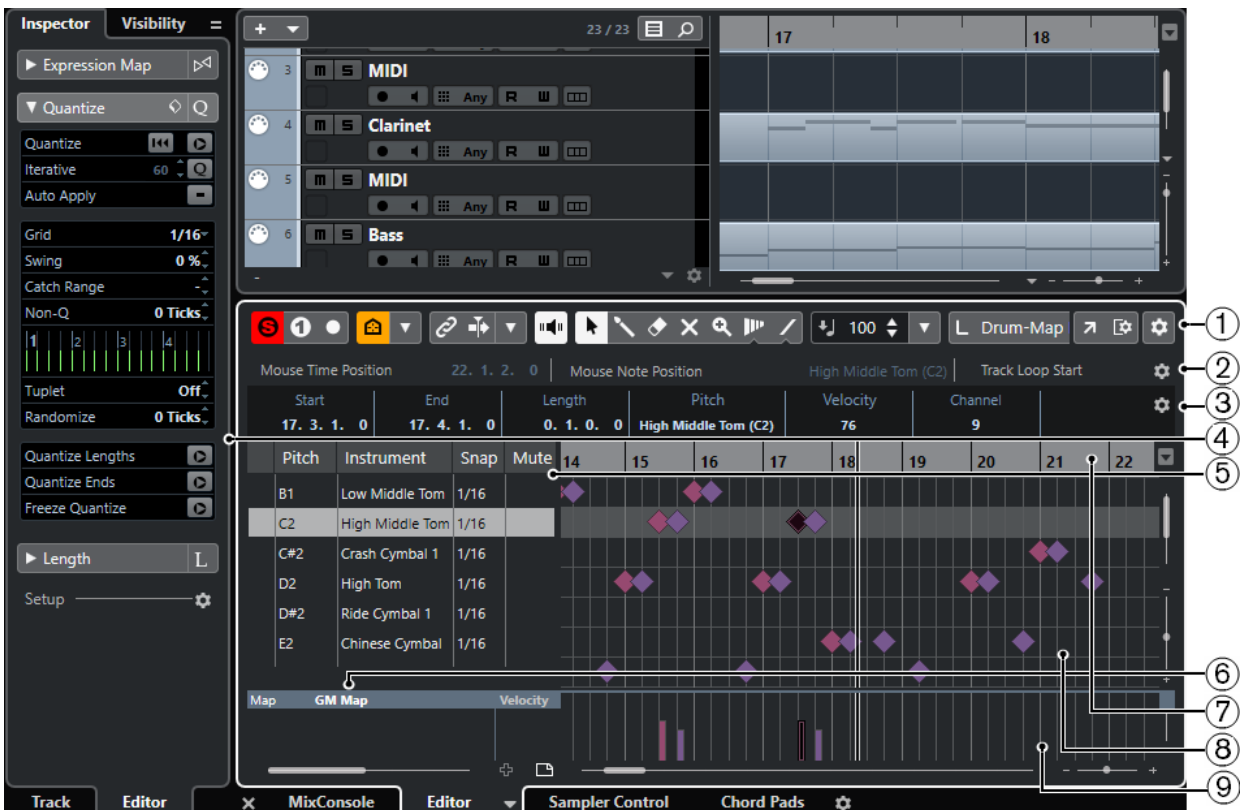 Inspector Visibility
Expression Map
Quantize Q
Quantize
Iterative 60 Q
Auto Apply
Grid 1/16
Swing 0 %
Catch Range -
Non-Q 0 Ticks
1 2 3 4
Tuplet Off
Randomize 0 Ticks
Quantize Lengths
Quantize Ends
Freeze Quantize
Length L
Setup
+ 23 / 23
17 18
3 m S MIDI
Any R W
4 m S Clarinet
Any R W
5 m S MIDI
Any R W
6 m S Bass
Any R W
S 1 100 L Drum-Map
Mouse Time Position 22. 1. 2. 0 Mouse Note Position High Middle Tom (C2) Track Loop Start
Start End Length Pitch Velocity Channel
17. 3. 1. 0 17. 4. 1. 0 0. 1. 0. 0 High Middle Tom (C2) 76 9
Pitch Instrument Snap Mute 14 15 16 17 18 19 20 21 22
B1 Low Middle Tom 1/16
C2 High Middle Tom 1/16
C#2 Crash Cymbal 1 1/16
D2 High Tom 1/16
D#2 Ride Cymbal 1 1/16
E2 Chinese Cymbal 1/16
Map GM Map Velocity
Track Editor
MixConsole Editor Sampler Control Chord Pads
1
2
3
4
5
6
7
8
9